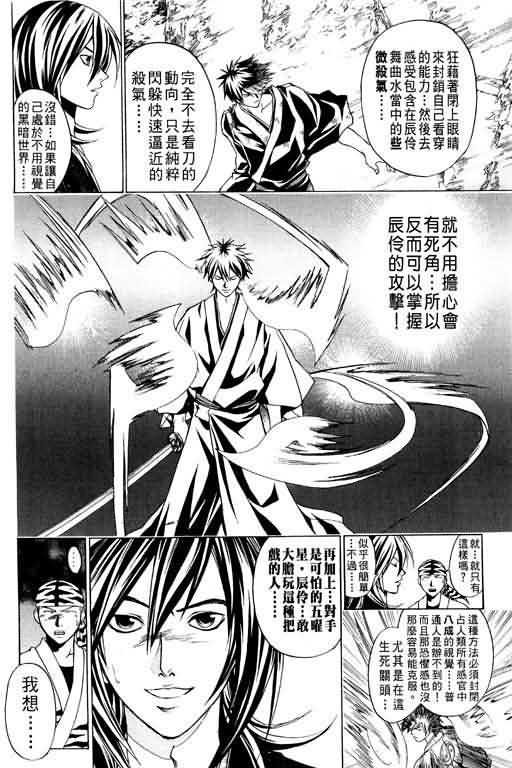 狂藉著閉上眼睛
來封鎖自己看穿
的能力…然後去
感受包含在辰伶
舞曲水當中的些
微殺氣…
完全不去看刀的
動向，只是純粹
閃躲快速逼近的
殺氣…
沒錯…如果讓自
己處於不用視覺
的黑暗世界……
就不用擔心會
有死角…所以
反而可以掌握
辰伶的攻擊！
就…就只有
這樣嗎？
似乎很簡單
…不過…
這種方法必須封閉
占人類所有感官中
八成的視覺……普
通人是辦不到的！
而且那恐懼感也沒
那麼容易能克服。
尤其是在這
生死關頭…
再加上…對手
是可怕的五曜
星．辰伶…敢
大膽玩這種把
戲的人……
……
我想……